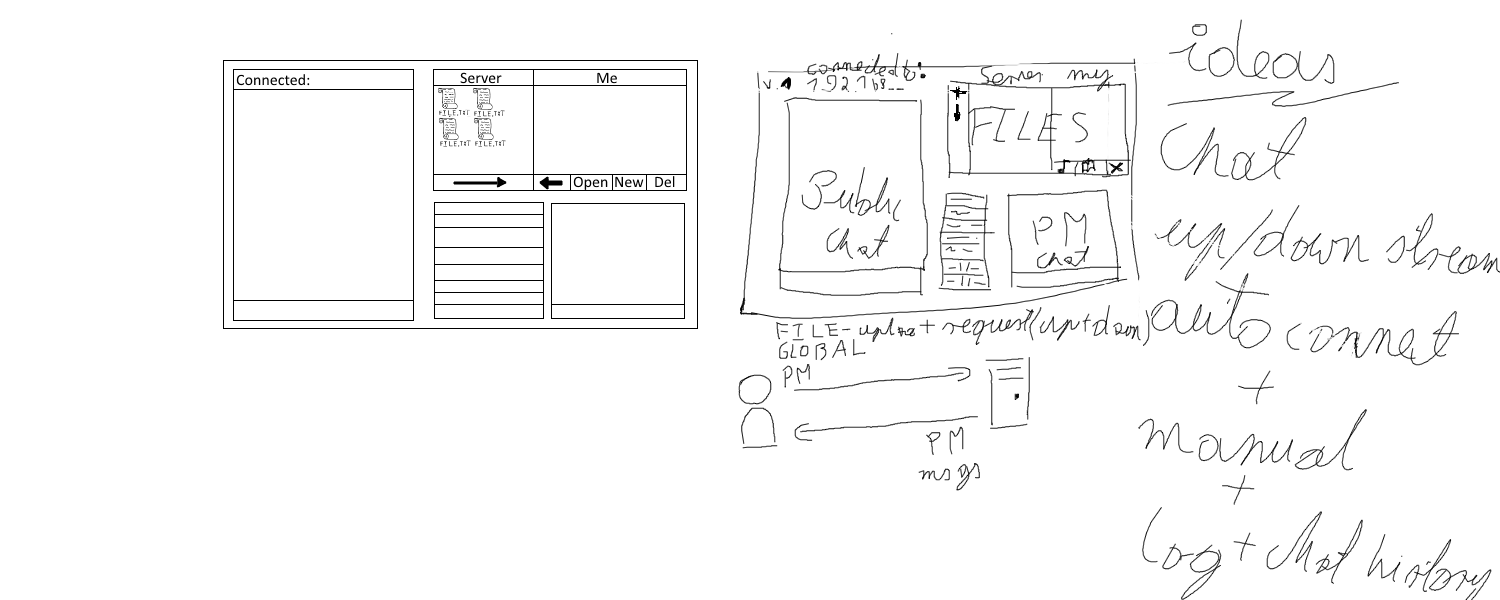 Connected:
Server Me
FILE.TXT FILE.TXT
FILE.TXT FILE.TXT
Open New Del
connected to:
lv. 1 192.168__
Server my
FILES
Public
chat
PM
chat
FILE-upload + request(up+down)
GLOBAL
PM
PM
msgs
ideas
Chat
up/down stream
auto connect
+
manual
+
log + chat history